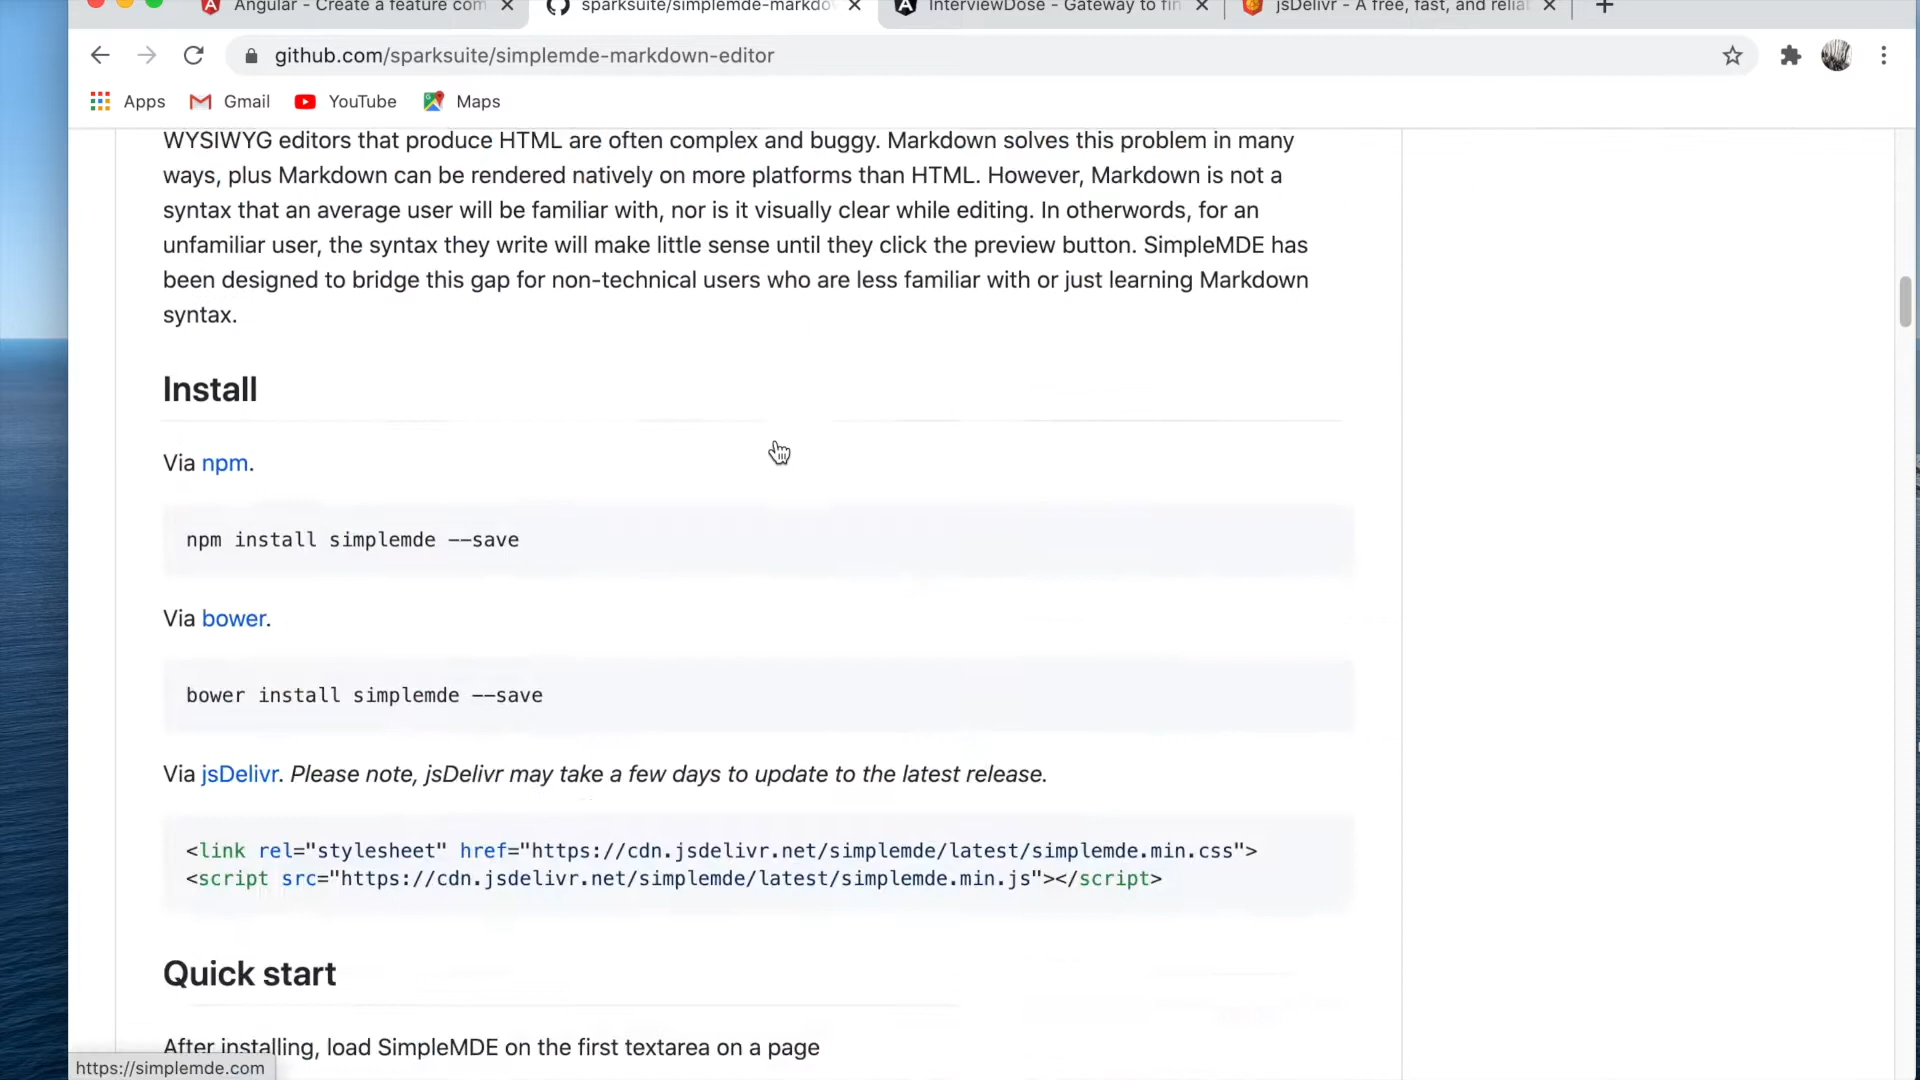 Angular - Create a feature com
sparksuite/simplemde-markdo
InterviewDose - Gateway to fin
jsDelivr - A free, fast, and relia
github.com/sparksuite/simplemde-markdown-editor
Apps Gmail YouTube Maps
WYSIWYG editors that produce HTML are often complex and buggy. Markdown solves this problem in many
ways, plus Markdown can be rendered natively on more platforms than HTML. However, Markdown is not a
syntax that an average user will be familiar with, nor is it visually clear while editing. In otherwords, for an
unfamiliar user, the syntax they write will make little sense until they click the preview button. SimpleMDE has
been designed to bridge this gap for non-technical users who are less familiar with or just learning Markdown
syntax.
Install
Via npm.
npm install simplemde --save
Via bower.
bower install simplemde --save
Via jsDelivr. Please note, jsDelivr may take a few days to update to the latest release.
<link rel="stylesheet" href="https://cdn.jsdelivr.net/simplemde/latest/simplemde.min.css">
<script src="https://cdn.jsdelivr.net/simplemde/latest/simplemde.min.js"></script>
Quick start
After installing, load SimpleMDE on the first textarea on a page
https://simplemde.com